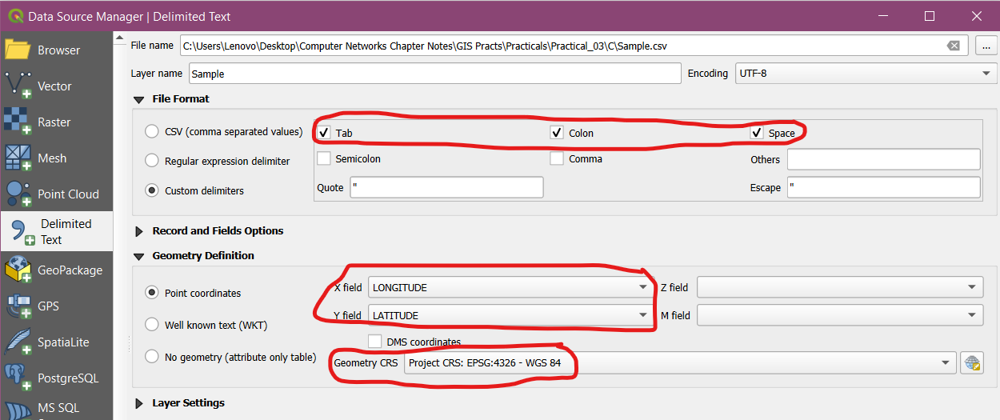 Data Source Manager | Delimited Text
Browser
Vector
Raster
Mesh
Point Cloud
Delimited
Text
GeoPackage
GPS
SpatiaLite
PostgreSQL
MS SQL
File name C:\Users\Lenovo\Desktop\Computer Networks Chapter Notes\GIS Practs\Practicals\Practical_03\C\Sample.csv ...
Layer name Sample Encoding UTF-8
File Format
CSV (comma separated values) Tab Colon Space
Regular expression delimiter Semicolon Comma Others
Custom delimiters Quote " Escape "
Record and Fields Options
Geometry Definition
Point coordinates X field LONGITUDE Z field
Y field LATITUDE M field
Well known text (WKT)
DMS coordinates
No geometry (attribute only table) Geometry CRS Project CRS: EPSG:4326 - WGS 84
Layer Settings